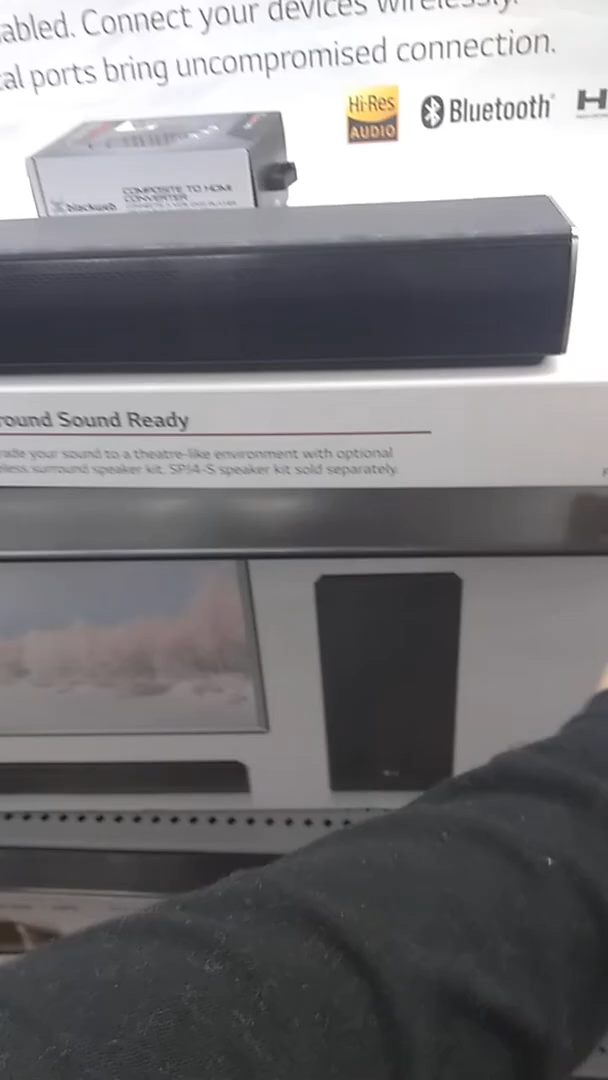 abled. Connect your devices wirelessly.
al ports bring uncompromised connection.
Hi-Res
AUDIO
Bluetooth
H
COMPOSITE TO HDMI
CONVERTER
blackweb
round Sound Ready
rade your sound to a theatre-like environment with optional
eless surround speaker kit. SPJ4-S speaker kit sold separately.